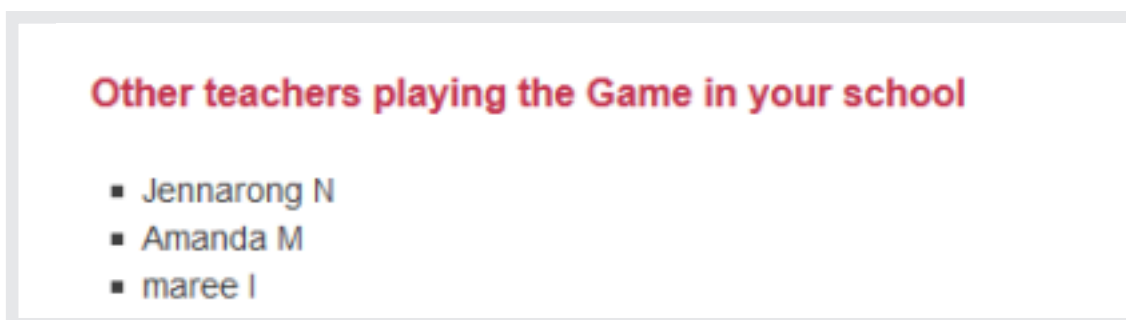 Other teachers playing the Game in your school
Jennarong N
Amanda M
maree l